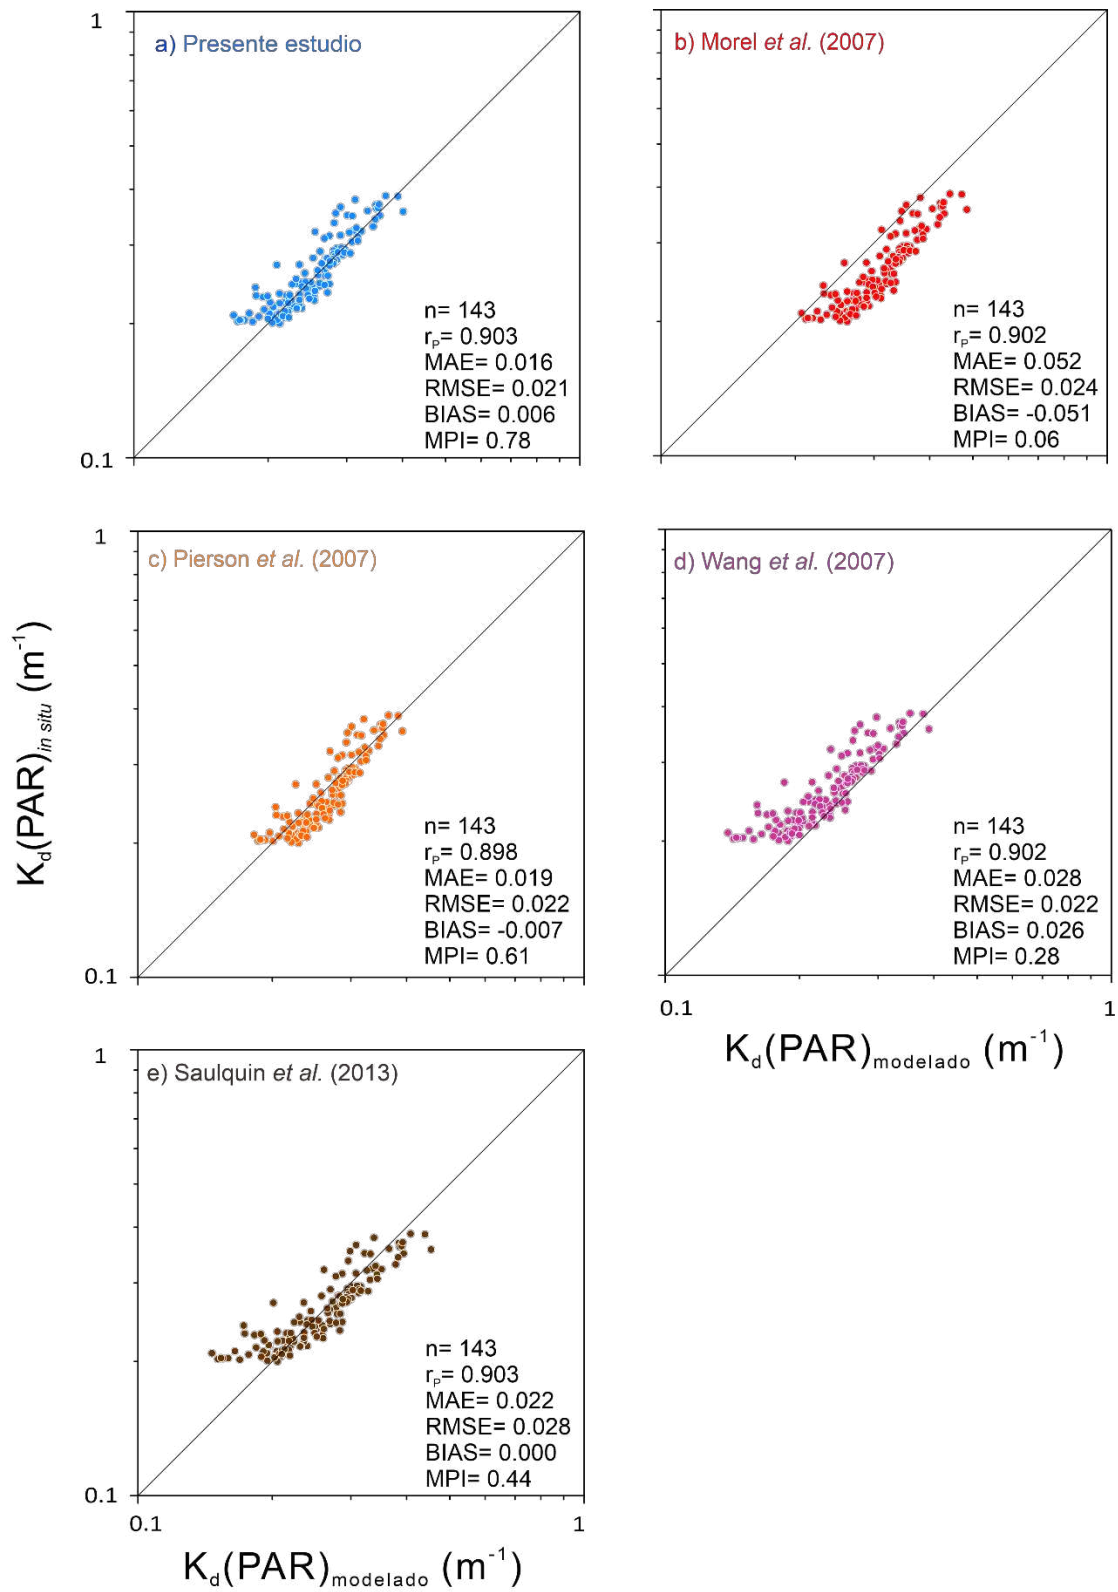 1
a) Presente estudio
n= 143
rP= 0.903
MAE= 0.016
RMSE= 0.021
BIAS= 0.006
MPI= 0.78
0.1
b) Morel et al. (2007)
n= 143
rP= 0.902
MAE= 0.052
RMSE= 0.024
BIAS= -0.051
MPI= 0.06
Kd(PAR)in situ (m-1)
1
c) Pierson et al. (2007)
n= 143
rP= 0.898
MAE= 0.019
RMSE= 0.022
BIAS= -0.007
MPI= 0.61
0.1
d) Wang et al. (2007)
n= 143
rP= 0.902
MAE= 0.028
RMSE= 0.022
BIAS= 0.026
MPI= 0.28
0.1 1
Kd(PAR)modelado (m-1)
1
e) Saulquin et al. (2013)
n= 143
rP= 0.903
MAE= 0.022
RMSE= 0.028
BIAS= 0.000
MPI= 0.44
0.1
0.1 1
Kd(PAR)modelado (m-1)